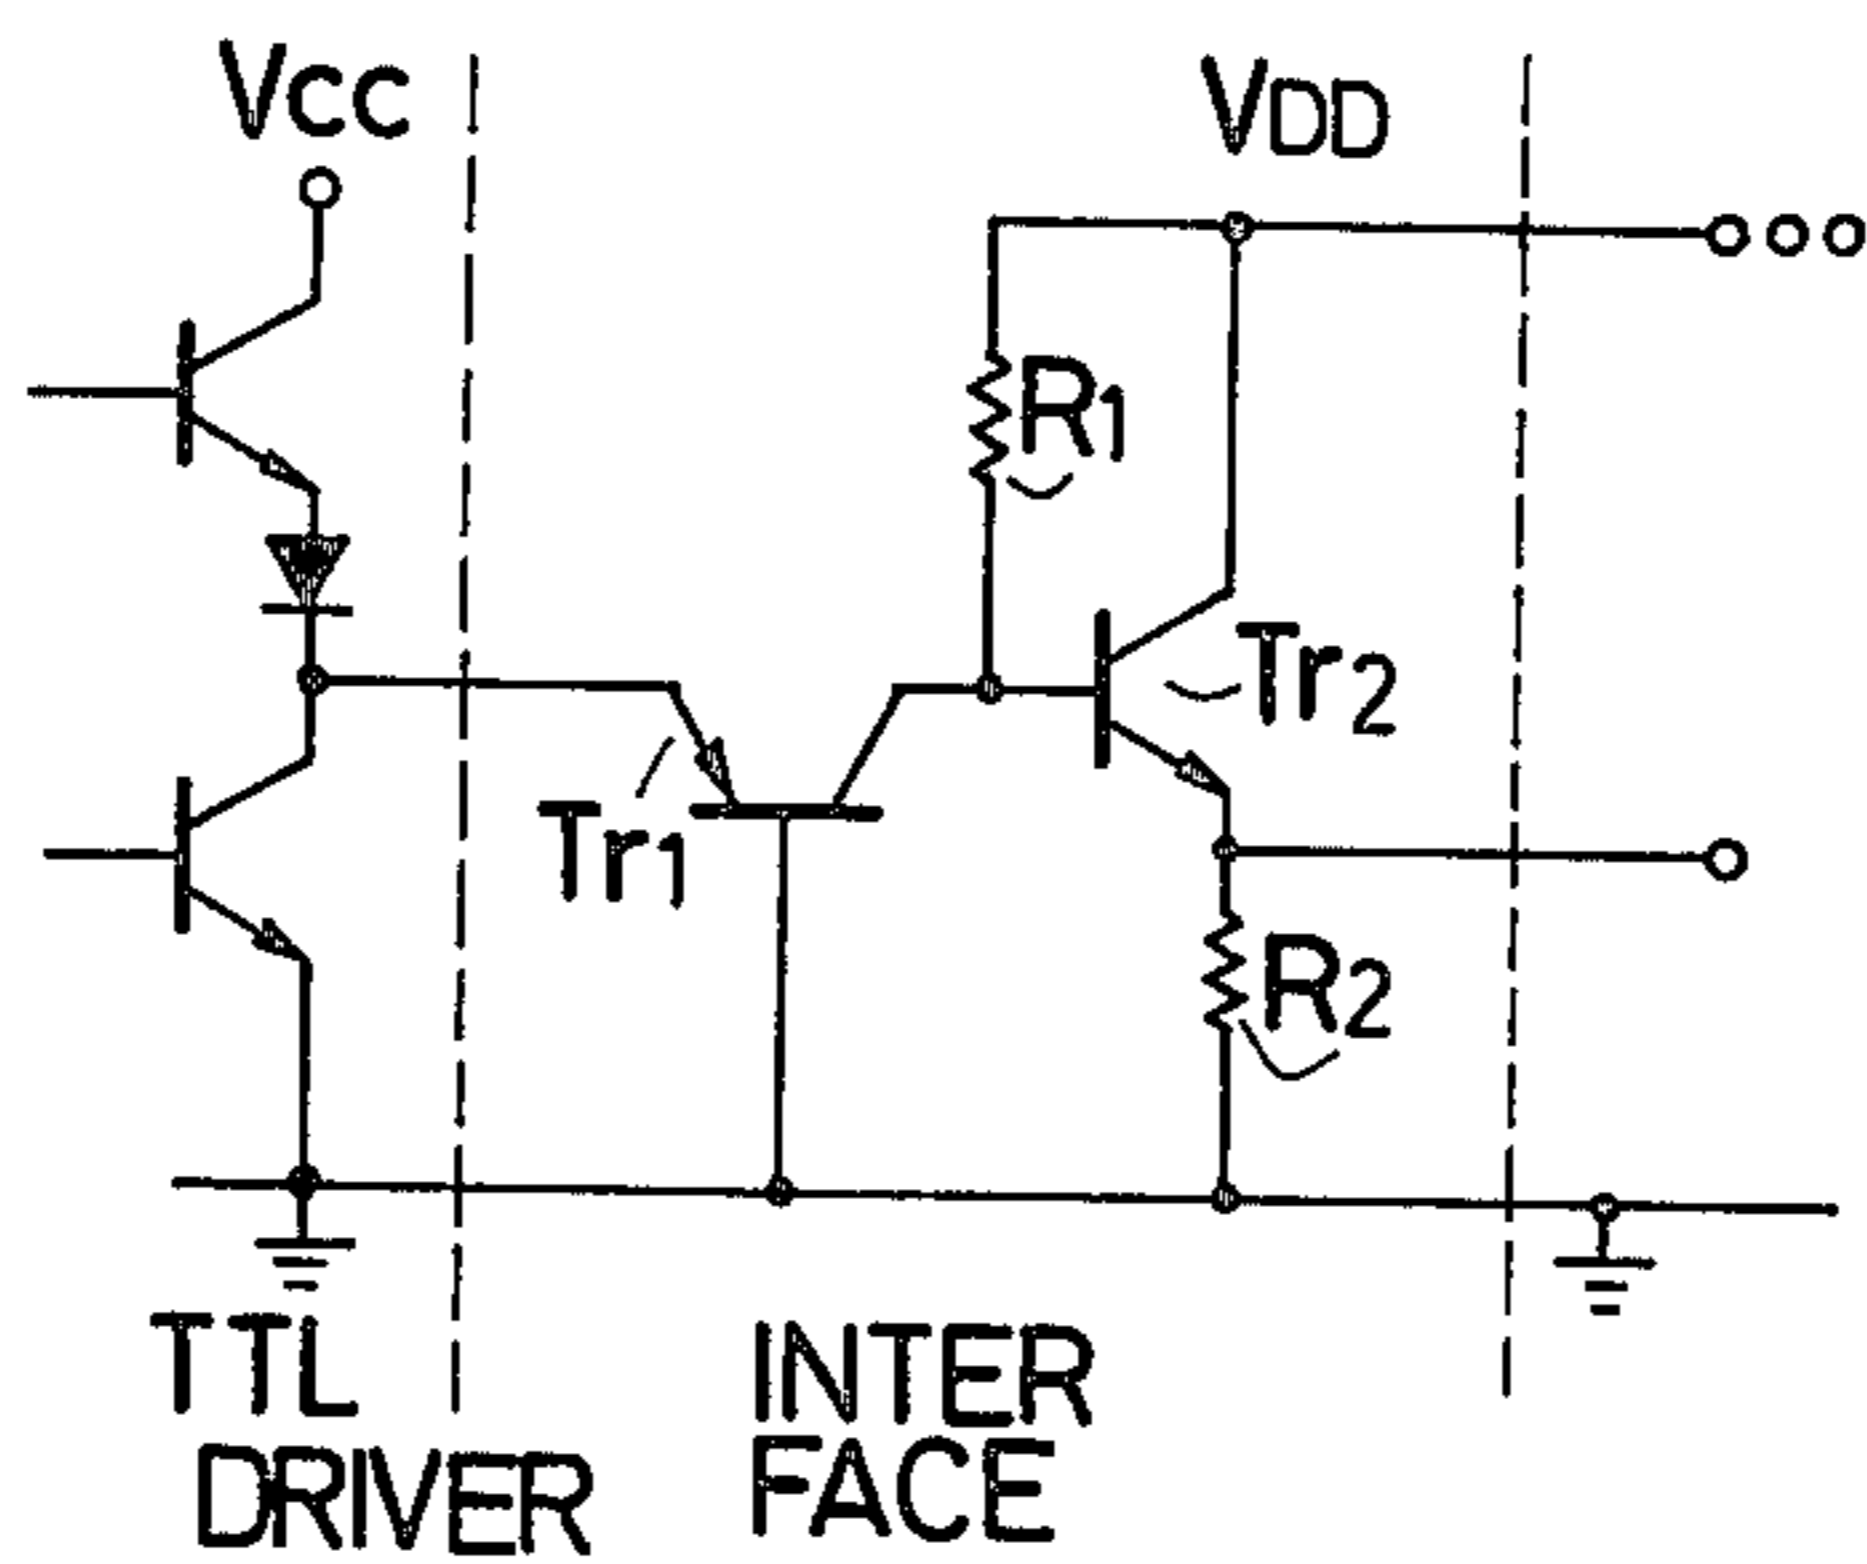 Vcc
VDD
R1
Tr2
Tr1
R2
TTL
DRIVER
INTER
FACE